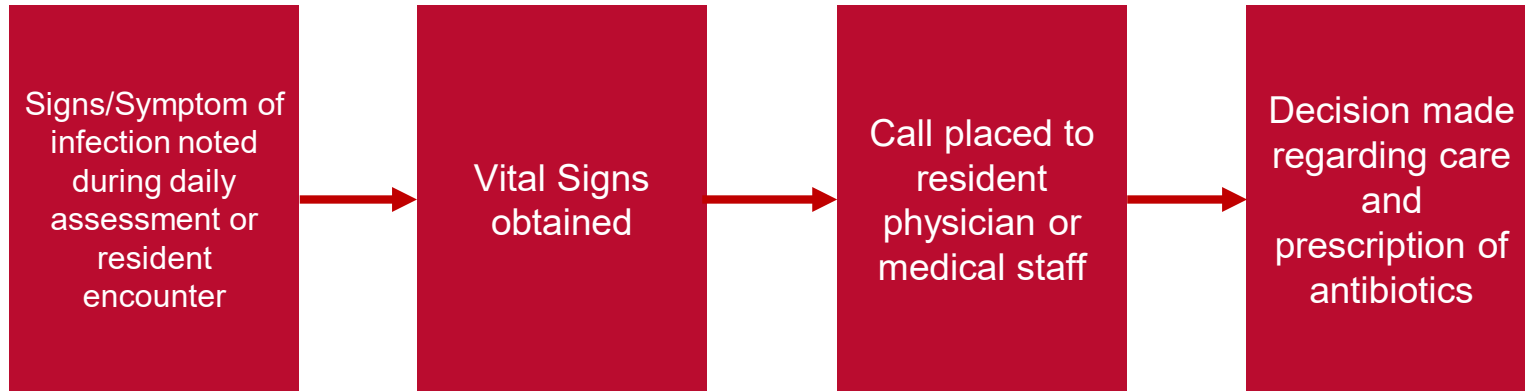 Signs/Symptom of
infection noted
during daily
assessment or
resident
encounter
Vital Signs
obtained
Call placed to
resident
physician or
medical staff
Decision made
regarding care
and
prescription of
antibiotics